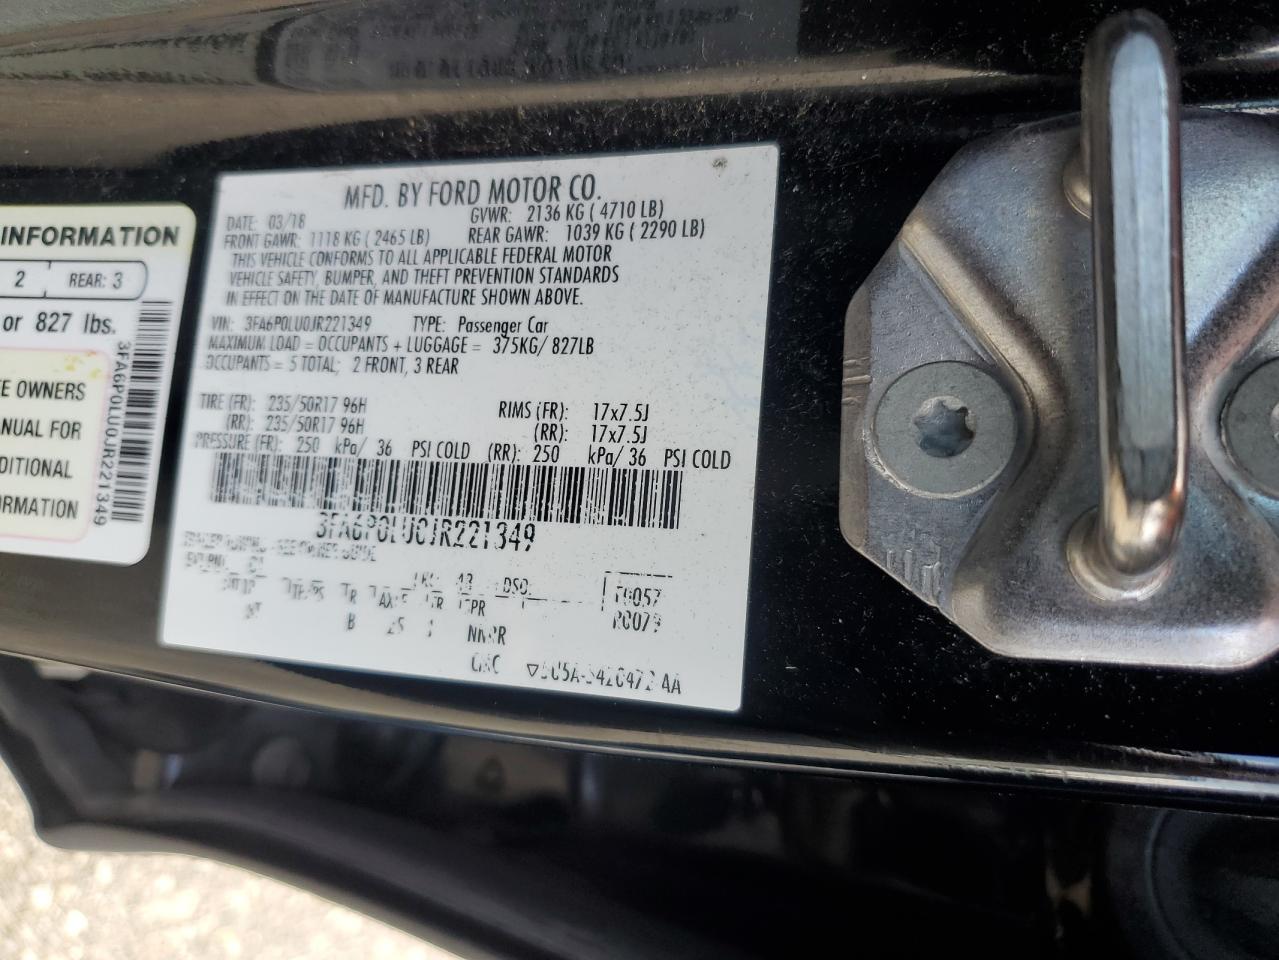 MFD. BY FORD MOTOR CO.
DATE: 03/18 GVWR: 2136 KG ( 4710 LB)
FRONT GAWR: 1118 KG ( 2465 LB) REAR GAWR: 1039 KG ( 2290 LB)
THIS VEHICLE CONFORMS TO ALL APPLICABLE FEDERAL MOTOR
VEHICLE SAFETY, BUMPER, AND THEFT PREVENTION STANDARDS
IN EFFECT ON THE DATE OF MANUFACTURE SHOWN ABOVE.
VIN: 3FA6P0LU0JR221349 TYPE: Passenger Car
MAXIMUM LOAD = OCCUPANTS + LUGGAGE = 375KG/ 827LB
OCCUPANTS = 5 TOTAL; 2 FRONT, 3 REAR
TIRE (FR): 235/50R17 96H RIMS (FR): 17x7.5J
(RR): 235/50R17 96H (RR): 17x7.5J
PRESSURE (FR): 250 kPa/ 36 PSI COLD (RR): 250 kPa/ 36 PSI COLD
3FA6P0LU0JR221349
DSO:
B
INFORMATION
2 REAR: 3
or 827 lbs.
OWNERS
MANUAL FOR
3FA6P0LU0JR221349